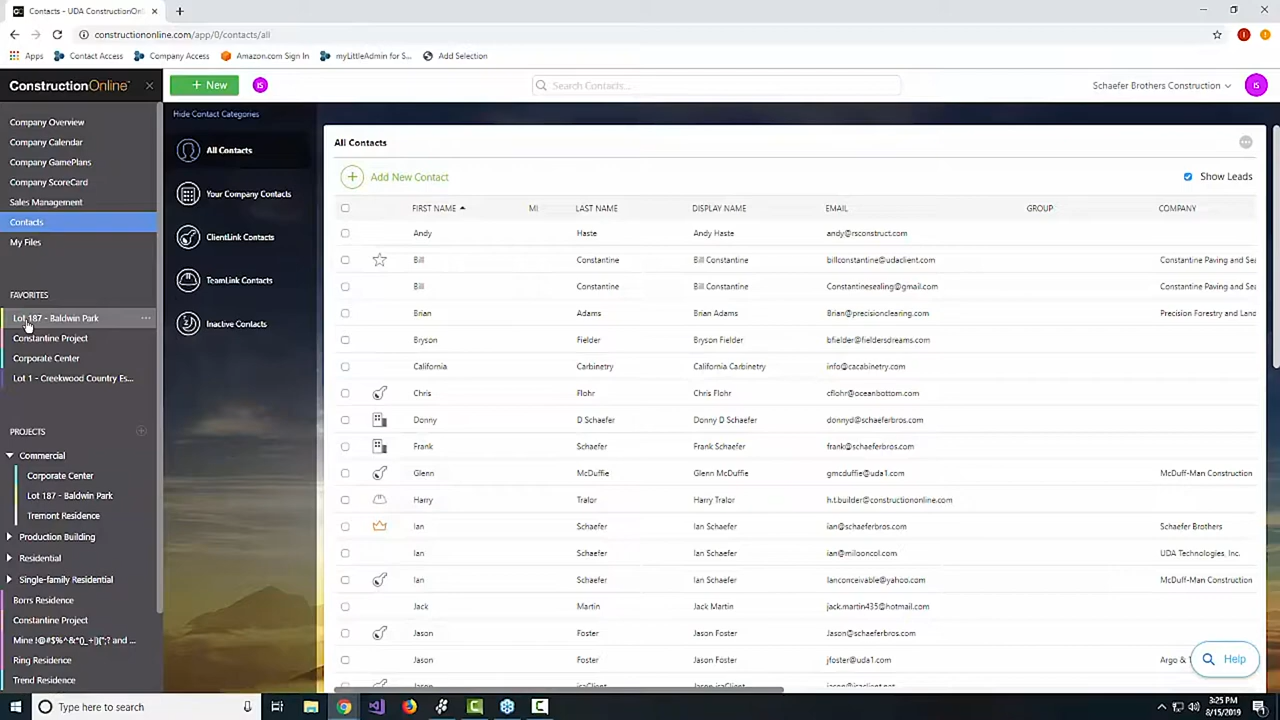 Contacts - UDA ConstructionOnl
constructiononline.com/app/0/contacts/all
Apps
Contact Access
Company Access
Amazon.com Sign In
myLittleAdmin for S...
Add Selection
ConstructionOnline™
+ New
IS
Search Contacts...
Schaefer Brothers Construction
IS
Company Overview
Company Calendar
Company GamePlans
Company ScoreCard
Sales Management
Contacts
My Files
FAVORITES
Lot 187 - Baldwin Park
Constantine Project
Corporate Center
Lot 1 - Creekwood Country Es...
PROJECTS
Commercial
Corporate Center
Lot 187 - Baldwin Park
Tremont Residence
Production Building
Residential
Single-family Residential
Borrs Residence
Constantine Project
Mine !@#$%^&*()_+|}{";? and ...
Ring Residence
Trend Residence
Hide Contact Categories
All Contacts
Your Company Contacts
ClientLink Contacts
TeamLink Contacts
Inactive Contacts
All Contacts
Add New Contact
Show Leads
FIRST NAME MI LAST NAME DISPLAY NAME EMAIL GROUP COMPANY
Andy Haste Andy Haste andy@rsconstruct.com
Bill Constantine Bill Constantine billconstantine@udaclient.com Constantine Paving and Sea
Bill Constantine Bill Constantine Constantinesealing@gmail.com Constantine Paving and Sea
Brian Adams Brian Adams Brian@precisionclearing.com Precision Forestry and Land
Bryson Fielder Bryson Fielder bfielder@fieldersdreams.com
California Carbinetry California Carbinetry info@cacabinetry.com
Chris Flohr Chris Flohr cflohr@oceanbottom.com
Donny D Schaefer Donny D Schaefer donnyd@schaeferbros.com
Frank Schaefer Frank Schaefer frank@schaeferbros.com
Glenn McDuffie Glenn McDuffie gmcduffie@uda1.com McDuff-Man Construction
Harry Tralor Harry Tralor h.t.builder@constructiononline.com
Ian Schaefer Ian Schaefer ian@schaeferbros.com Schaefer Brothers
Ian Schaefer Ian Schaefer ian@milooncol.com UDA Technologies, Inc.
Ian Schaefer Ian Schaefer Ianconceivable@yahoo.com McDuff-Man Construction
Jack Martin Jack Martin jack.martin435@hotmail.com
Jason Foster Jason Foster Jason@schaeferbros.com
Jason Foster Jason Foster jfoster@uda1.com Argo & T
Help
Type here to search
3:25 PM
8/15/2019